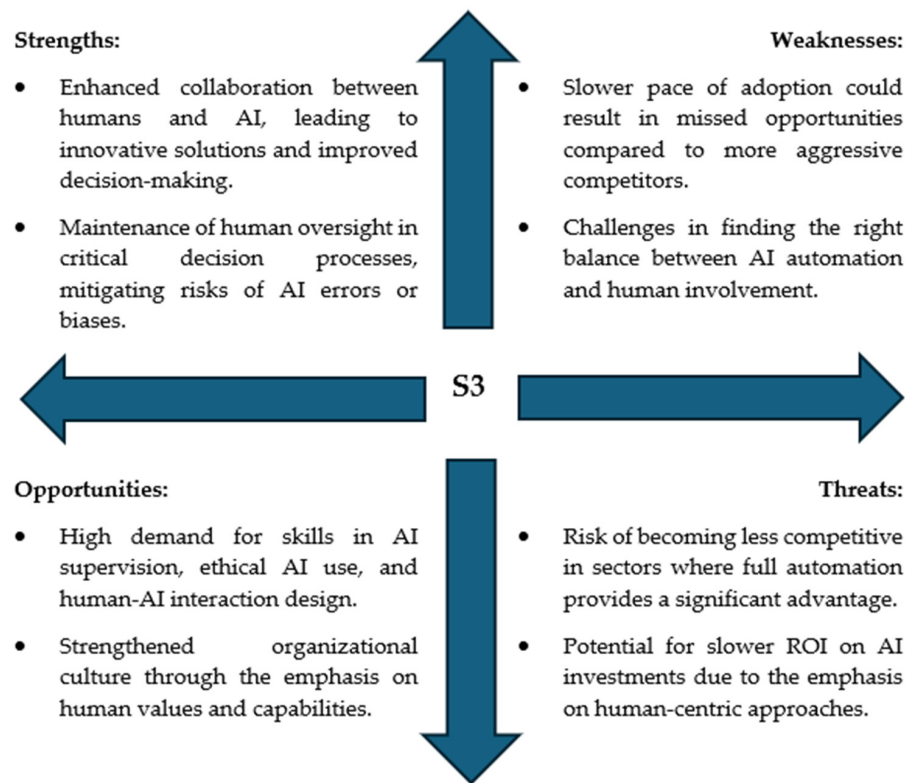 Strengths:
• Enhanced collaboration between
humans and AI, leading to
innovative solutions and improved
decision-making.
• Maintenance of human oversight in
critical decision processes,
mitigating risks of AI errors or
biases.
Weaknesses:
• Slower pace of adoption could
result in missed opportunities
compared to more aggressive
competitors.
• Challenges in finding the right
balance between AI automation
and human involvement.
S3
Opportunities:
• High demand for skills in AI
supervision, ethical AI use, and
human-AI interaction design.
• Strengthened organizational
culture through the emphasis on
human values and capabilities.
Threats:
• Risk of becoming less competitive
in sectors where full automation
provides a significant advantage.
• Potential for slower ROI on AI
investments due to the emphasis
on human-centric approaches.